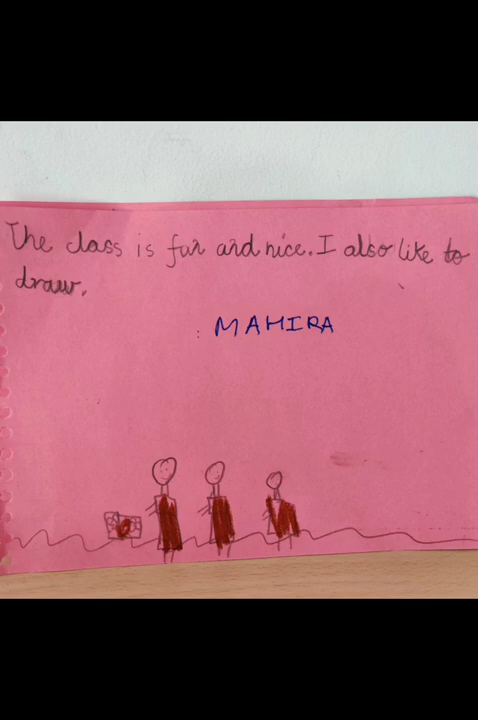 The class is fun and nice. I also like to
draw.
: MAHIRA